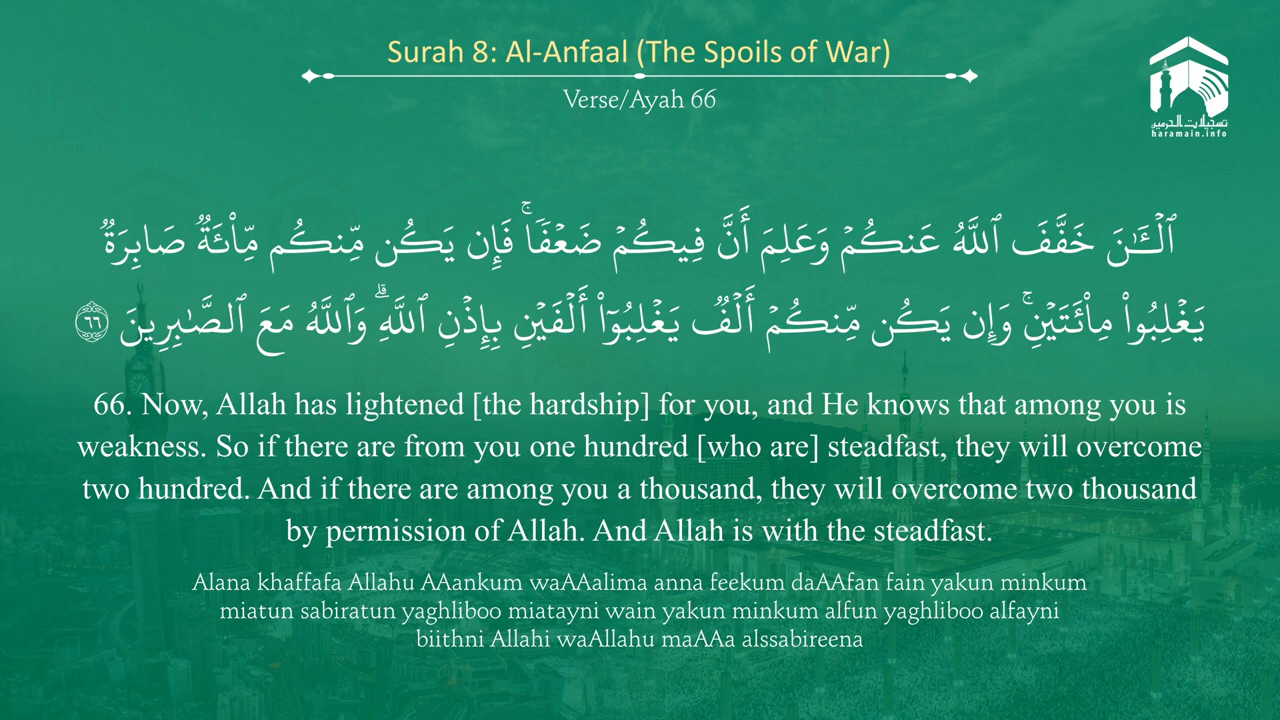 Surah 8: Al-Anfaal (The Spoils of War)
Verse/Ayah 66
تسجيلات الحرمين
haramain.info
ٱلۡـَٔـٰنَ خَفَّفَ ٱللَّهُ عَنكُمۡ وَعَلِمَ أَنَّ فِيكُمۡ ضَعۡفٗاۚ فَإِن يَكُن مِّنكُم مِّاْئَةٞ صَابِرَةٞ
يَغۡلِبُواْ مِاْئَتَيۡنِۚ وَإِن يَكُن مِّنكُمۡ أَلۡفٞ يَغۡلِبُوٓاْ أَلۡفَيۡنِ بِإِذۡنِ ٱللَّهِۗ وَٱللَّهُ مَعَ ٱلصَّـٰبِرِينَ ٦٦
66. Now, Allah has lightened [the hardship] for you, and He knows that among you is
weakness. So if there are from you one hundred [who are] steadfast, they will overcome
two hundred. And if there are among you a thousand, they will overcome two thousand
by permission of Allah. And Allah is with the steadfast.
Alana khaffafa Allahu AAankum waAAalima anna feekum daAAfan fain yakun minkum
miatun sabiratun yaghliboo miatayni wain yakun minkum alfun yaghliboo alfayni
biithni Allahi waAllahu maAAa alssabireena